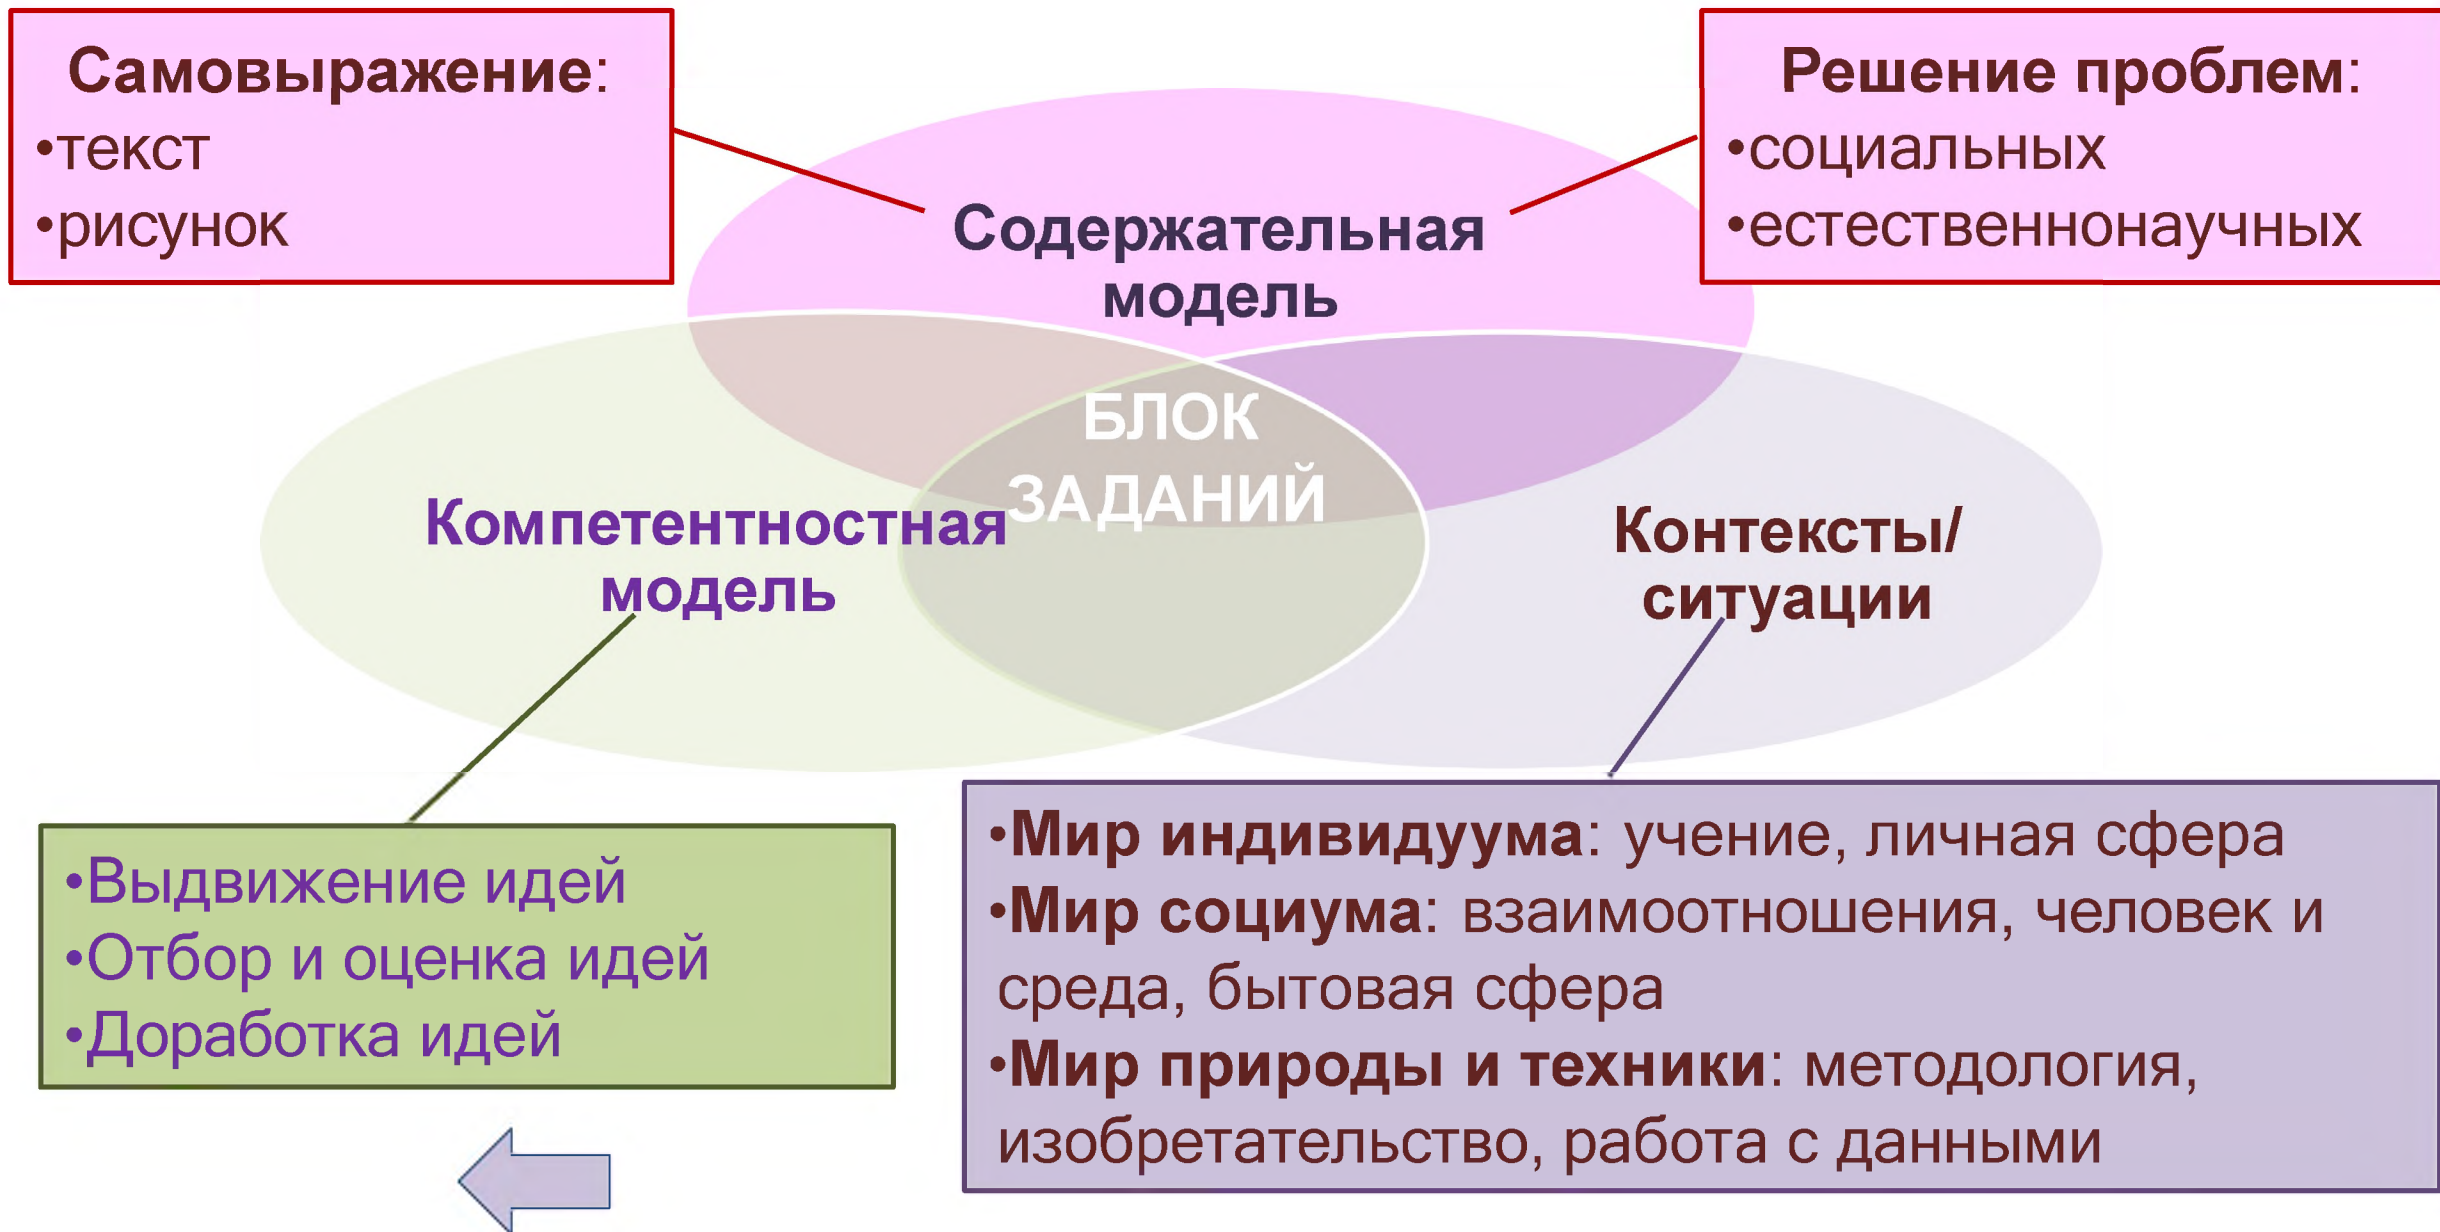 Самовыражение:
•текст
•рисунок
Решение проблем:
•социальных
•естественнонаучных
Содержательная
модель
БЛОК
ЗАДАНИЙ
Компетентностная
модель
Контексты/
ситуации
•Выдвижение идей
•Отбор и оценка идей
•Доработка идей
•Мир индивидуума: учение, личная сфера
•Мир социума: взаимоотношения, человек и
среда, бытовая сфера
•Мир природы и техники: методология,
изобретательство, работа с данными